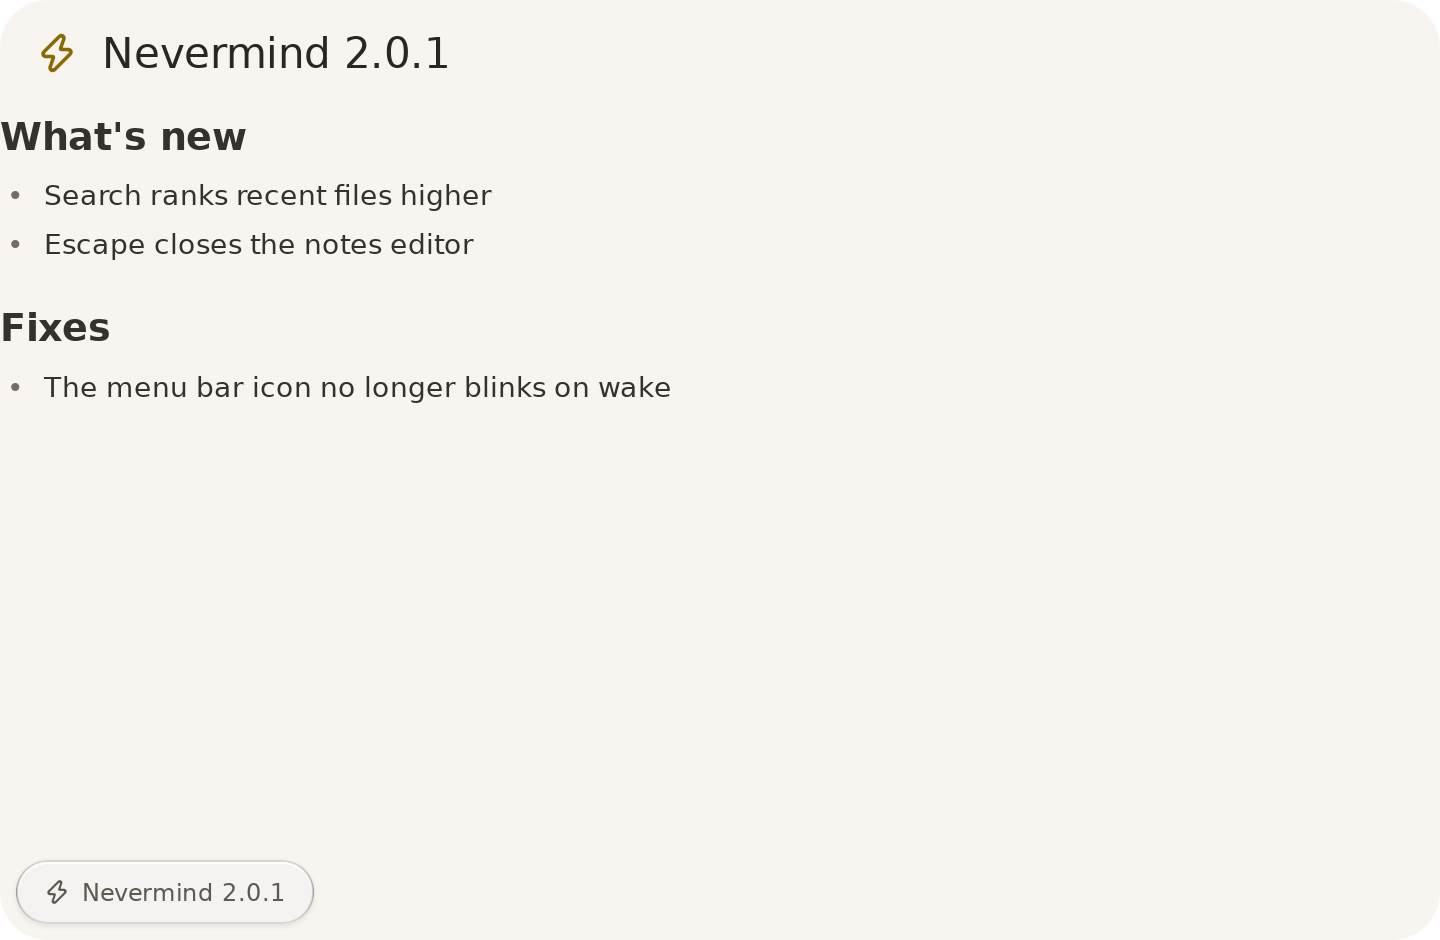 Nevermind 2.0.1
What's new
• Search ranks recent files higher
• Escape closes the notes editor
Fixes
• The menu bar icon no longer blinks on wake
Nevermind 2.0.1